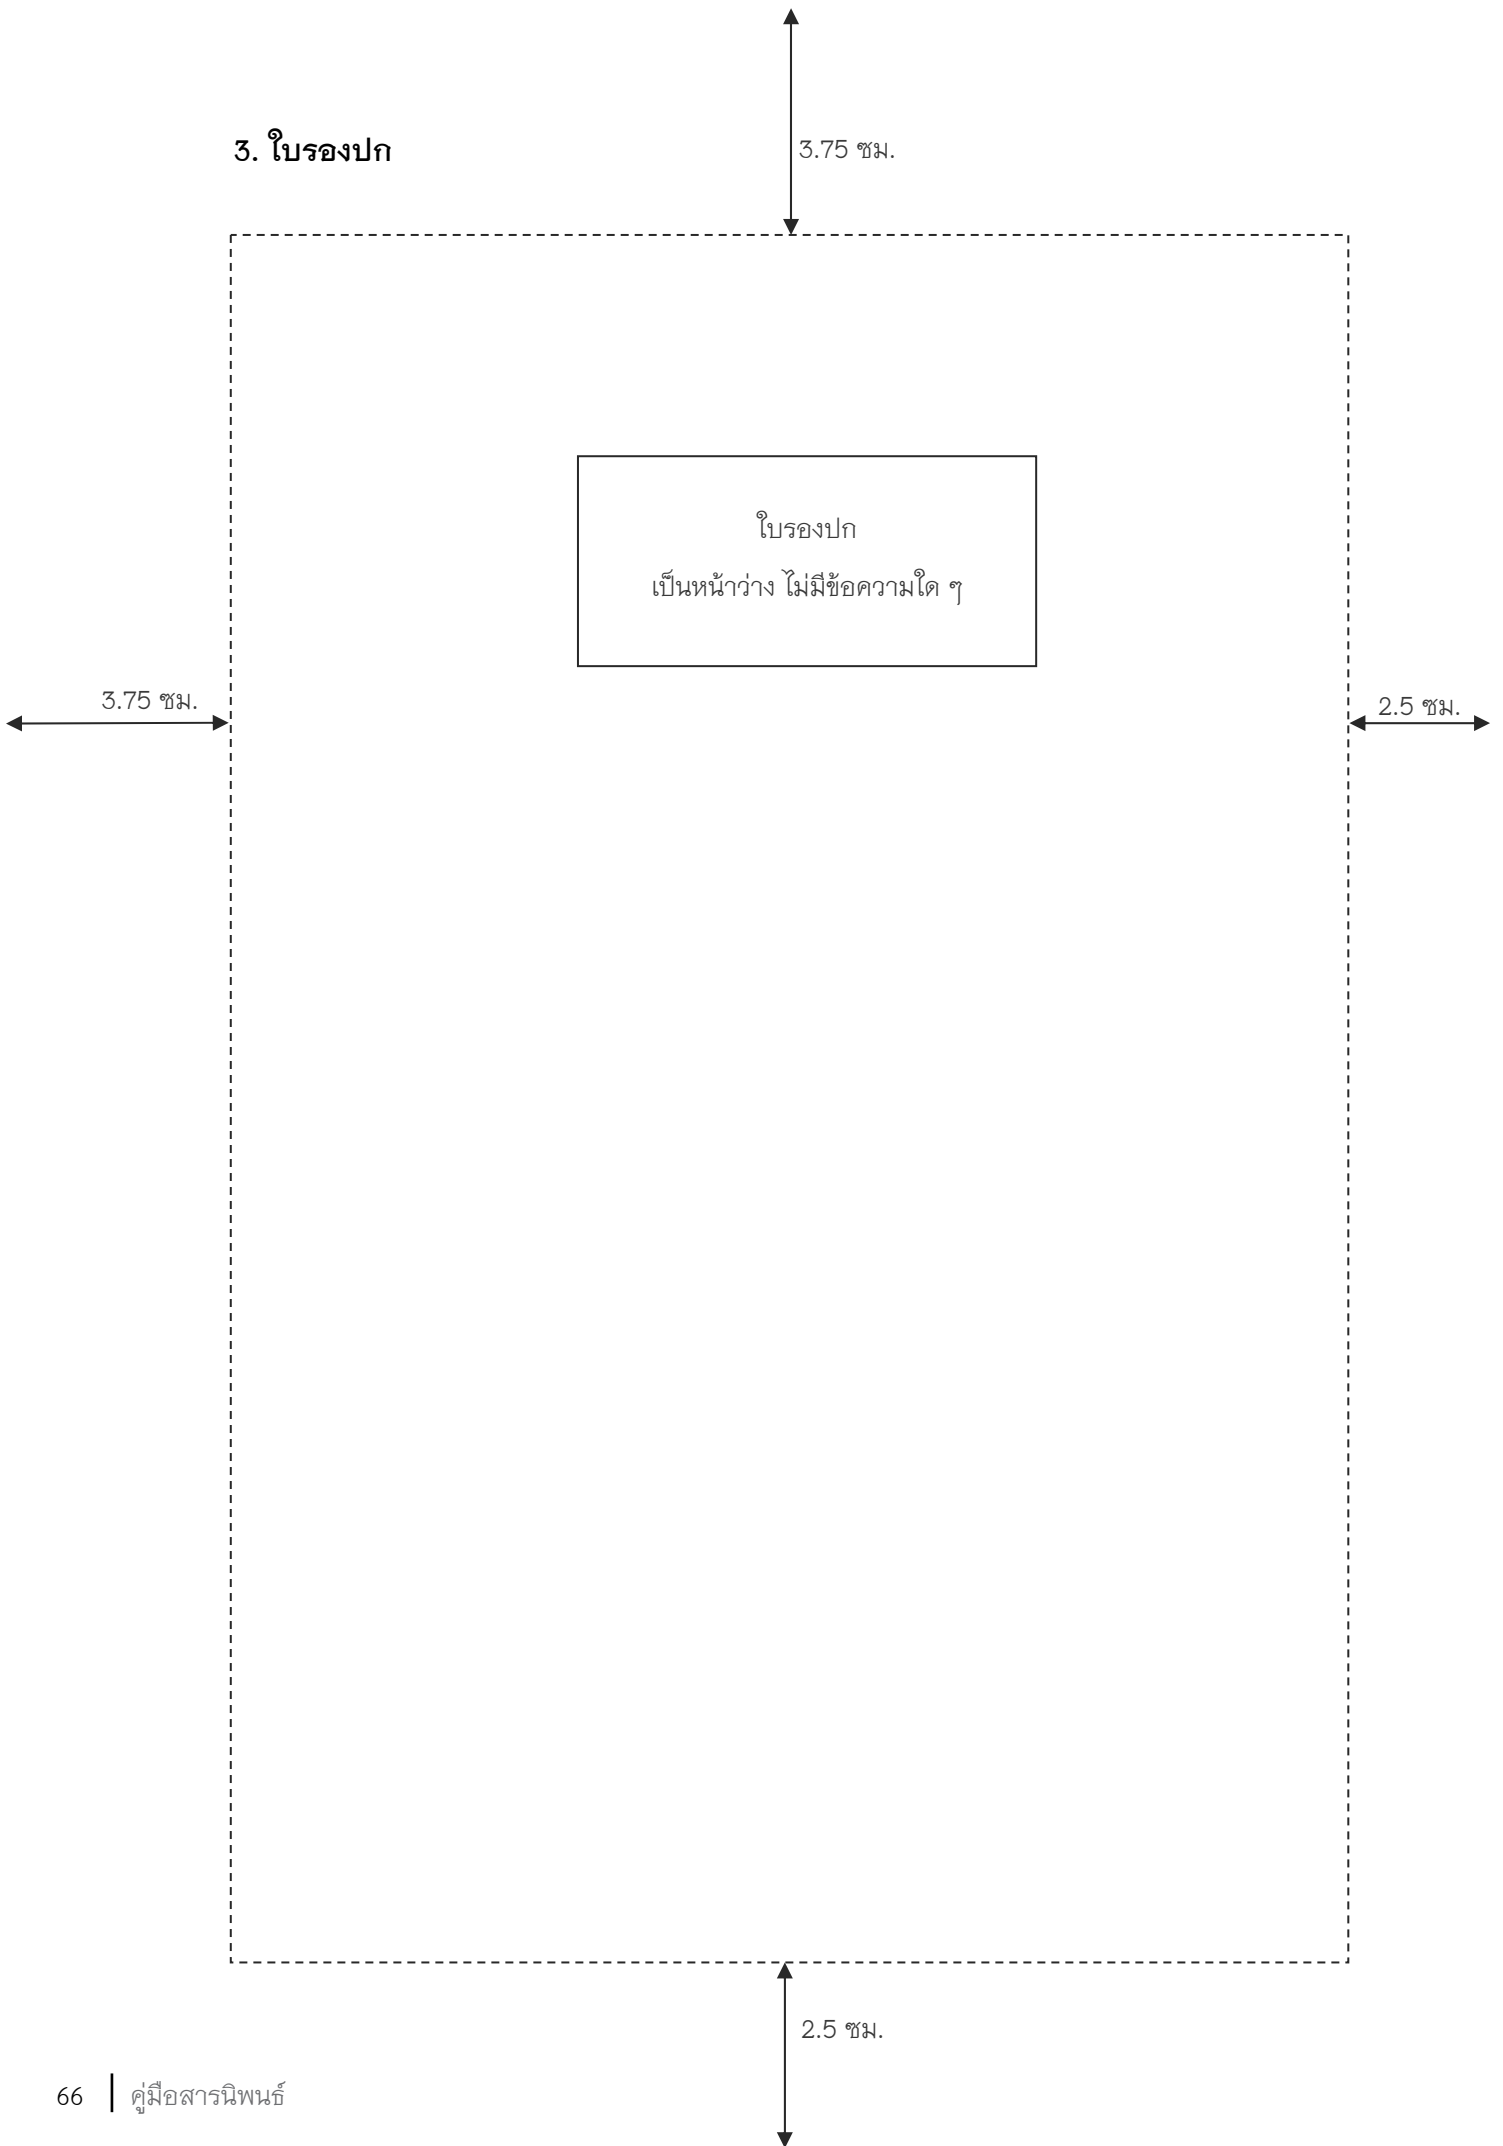 3. ใบรองปก
3.75 ซม.
ใบรองปก
เป็นหน้าว่าง ไม่มีข้อความใด ๆ
3.75 ซม.
2.5 ซม.
2.5 ซม.
66 | คู่มือสารนิพนธ์